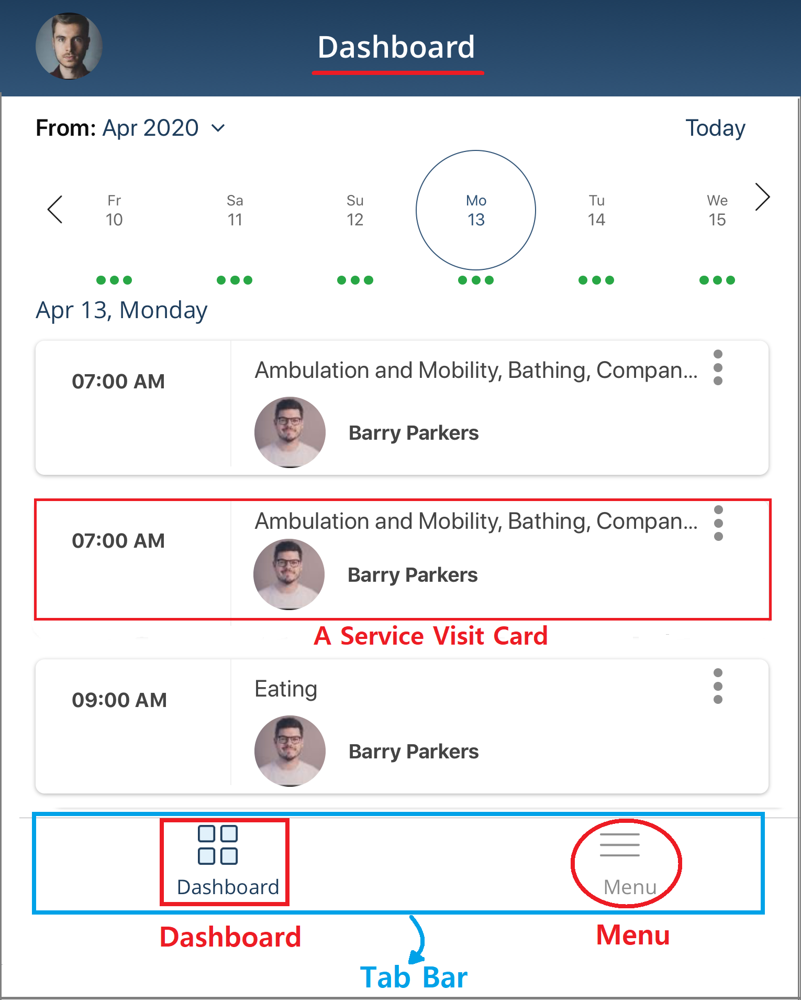 Dashboard
From: Apr 2020
Today
Fr Sa Su Mo Tu We
10 11 12 13 14 15
Apr 13, Monday
07:00 AM
Ambulation and Mobility, Bathing, Compan...
Barry Parkers
07:00 AM
Ambulation and Mobility, Bathing, Compan...
Barry Parkers
A Service Visit Card
09:00 AM
Eating
Barry Parkers
Dashboard
Menu
Dashboard
Menu
Tab Bar